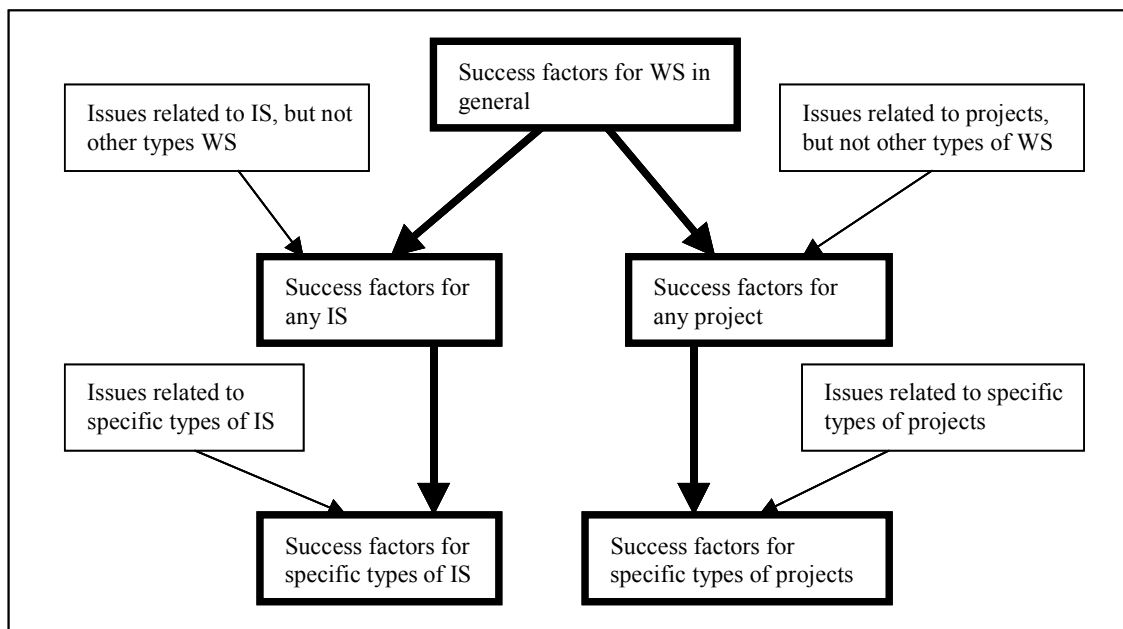 Success factors for WS in
general
Issues related to IS, but not
other types WS
Issues related to projects,
but not other types of WS
Success factors for
any IS
Success factors for
any project
Issues related to
specific types of IS
Issues related to specific
types of projects
Success factors for
specific types of IS
Success factors for
specific types of projects